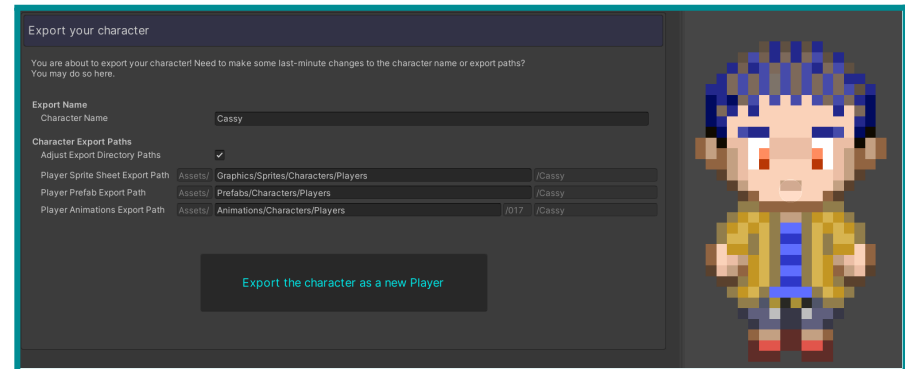 Export your character
You are about to export your character! Need to make some last-minute changes to the character name or export paths?
You may do so here.
Export Name
Character Name Cassy
Character Export Paths
Adjust Export Directory Paths
Player Sprite Sheet Export Path Assets/ Graphics/Sprites/Characters/Players /Cassy
Player Prefab Export Path Assets/ Prefabs/Characters/Players /Cassy
Player Animations Export Path Assets/ Animations/Characters/Players /017 /Cassy
Export the character as a new Player